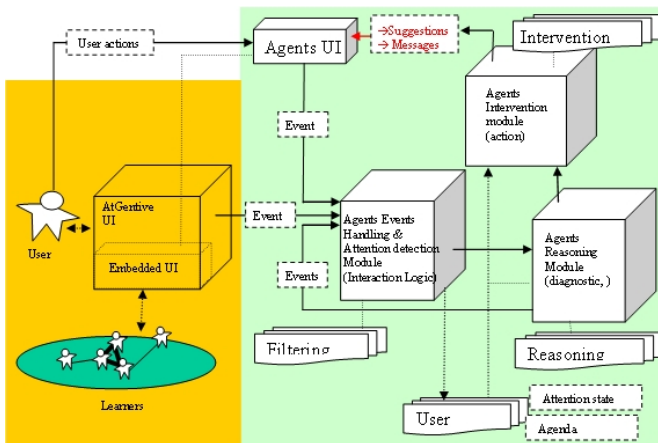 User actions
Agents UI
→Suggestions
→ Messages
Intervention
Agents
Intervention
module
(action)
Event
AtGentive
UI
Embedded UI
User
Event
Agents Events
Handling &
Attention detection
Module
(Interaction Logic)
Agents
Reasoning
Module
(diagnostic, )
Events
Filtering
Reasoning
Learners
User
Attention state
Agenda